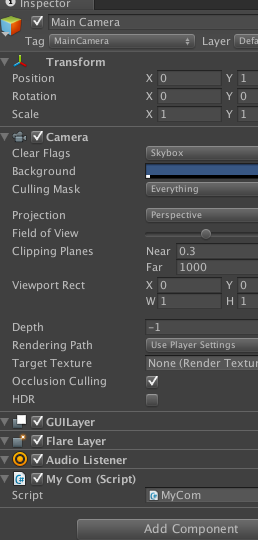 Inspector
Main Camera
Tag MainCamera Layer Defa
Transform
Position X 0 Y 1
Rotation X 0 Y 0
Scale X 1 Y 1
Camera
Clear Flags Skybox
Background
Culling Mask Everything
Projection Perspective
Field of View
Clipping Planes Near 0.3
Far 1000
Viewport Rect X 0 Y 0
W 1 H 1
Depth -1
Rendering Path Use Player Settings
Target Texture None (Render Textur
Occlusion Culling
HDR
GUILayer
Flare Layer
Audio Listener
My Com (Script)
Script MyCom
Add Component